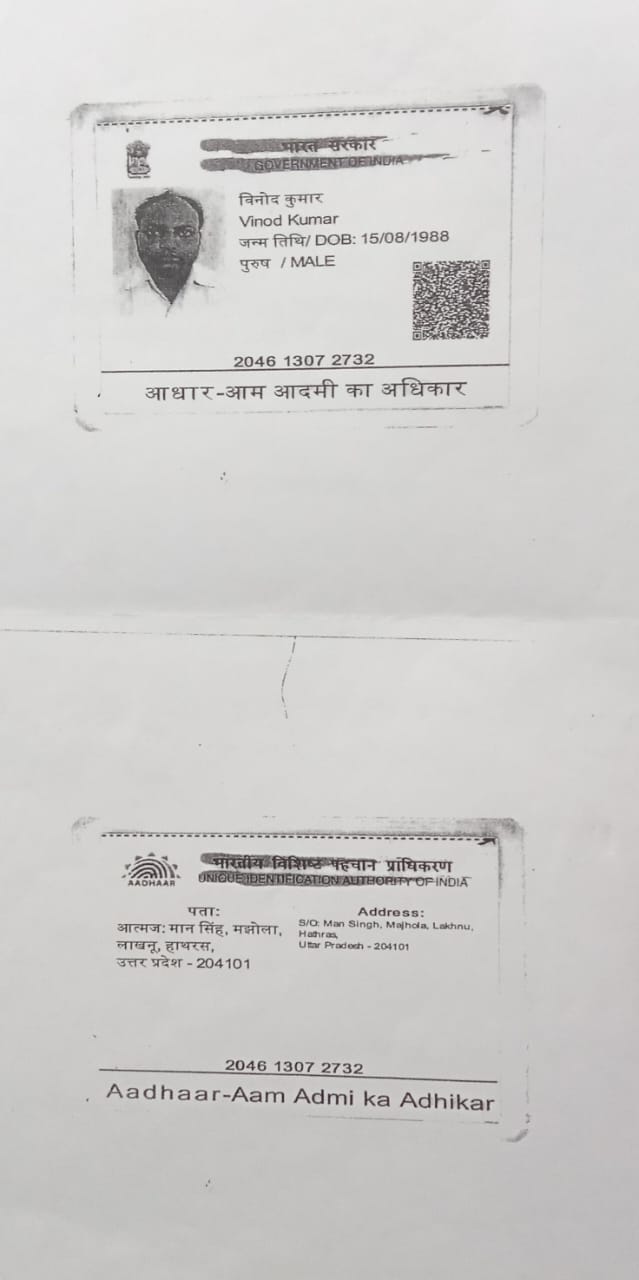 भारत सरकार
GOVERNMENT OF INDIA
विनोद कुमार
Vinod Kumar
जन्म तिथि/ DOB: 15/08/1988
पुरुष / MALE
2046 1307 2732
आधार-आम आदमी का अधिकार
भारतीय विशिष्ट पहचान प्राधिकरण
AADHAAR
UNIQUE IDENTIFICATION AUTHORITY OF INDIA
पता:
आत्मज: मान सिंह, मझोला,
लाखनू, हाथरस,
उत्तर प्रदेश - 204101
Address:
S/O: Man Singh, Majhola, Lakhnu,
Hathras,
Uttar Pradesh - 204101
2046 1307 2732
Aadhaar-Aam Admi ka Adhikar